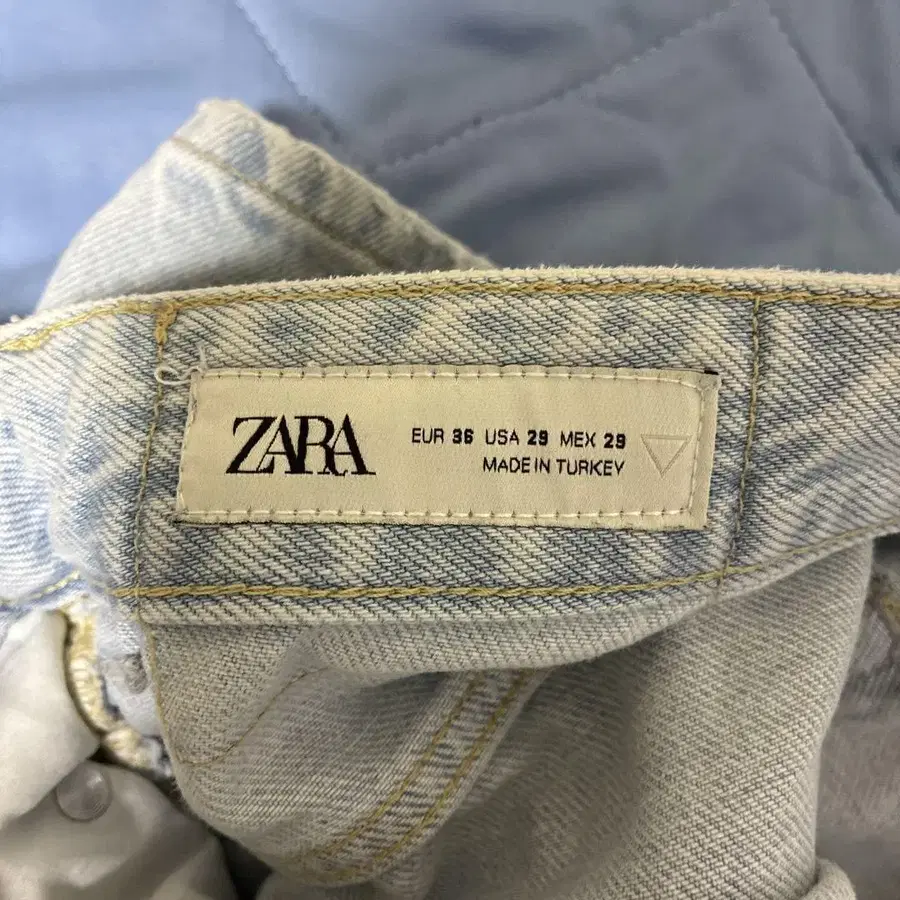 ZARA
EUR 36 USA 29 MEX 29
MADE IN TURKEY